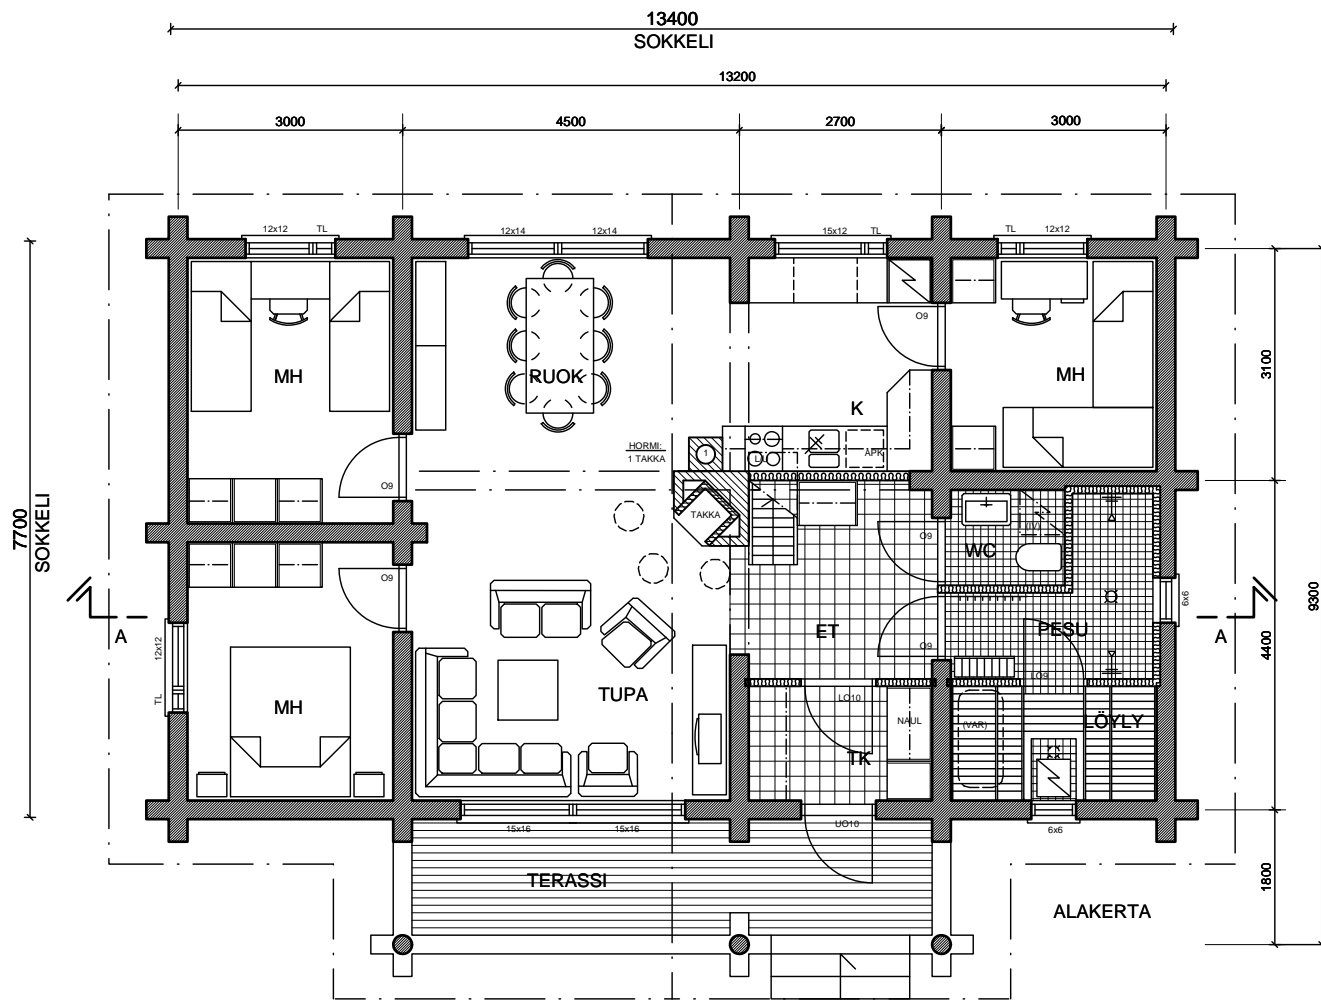 13400
SOKKELI
13200
3000 4500 2700 3000
12x12 TL
12x14 12x14
15x12 TL
TL 12x12
O9
MH
RUOK
MH
K
3100
HORMI:
1 TAKKA
1
LIU
APK
O9
TAKKA
7700
SOKKELI
O9
WC
(IV)
O9
6x6
A
A
ET
PESU
9300
4400
12x12
TL
O9
LO9
MH
TUPA
LO10
NAUL
(VAR)
LÖYLY
TK
15x16 15x16
UO10
6x6
TERASSI
1800
ALAKERTA